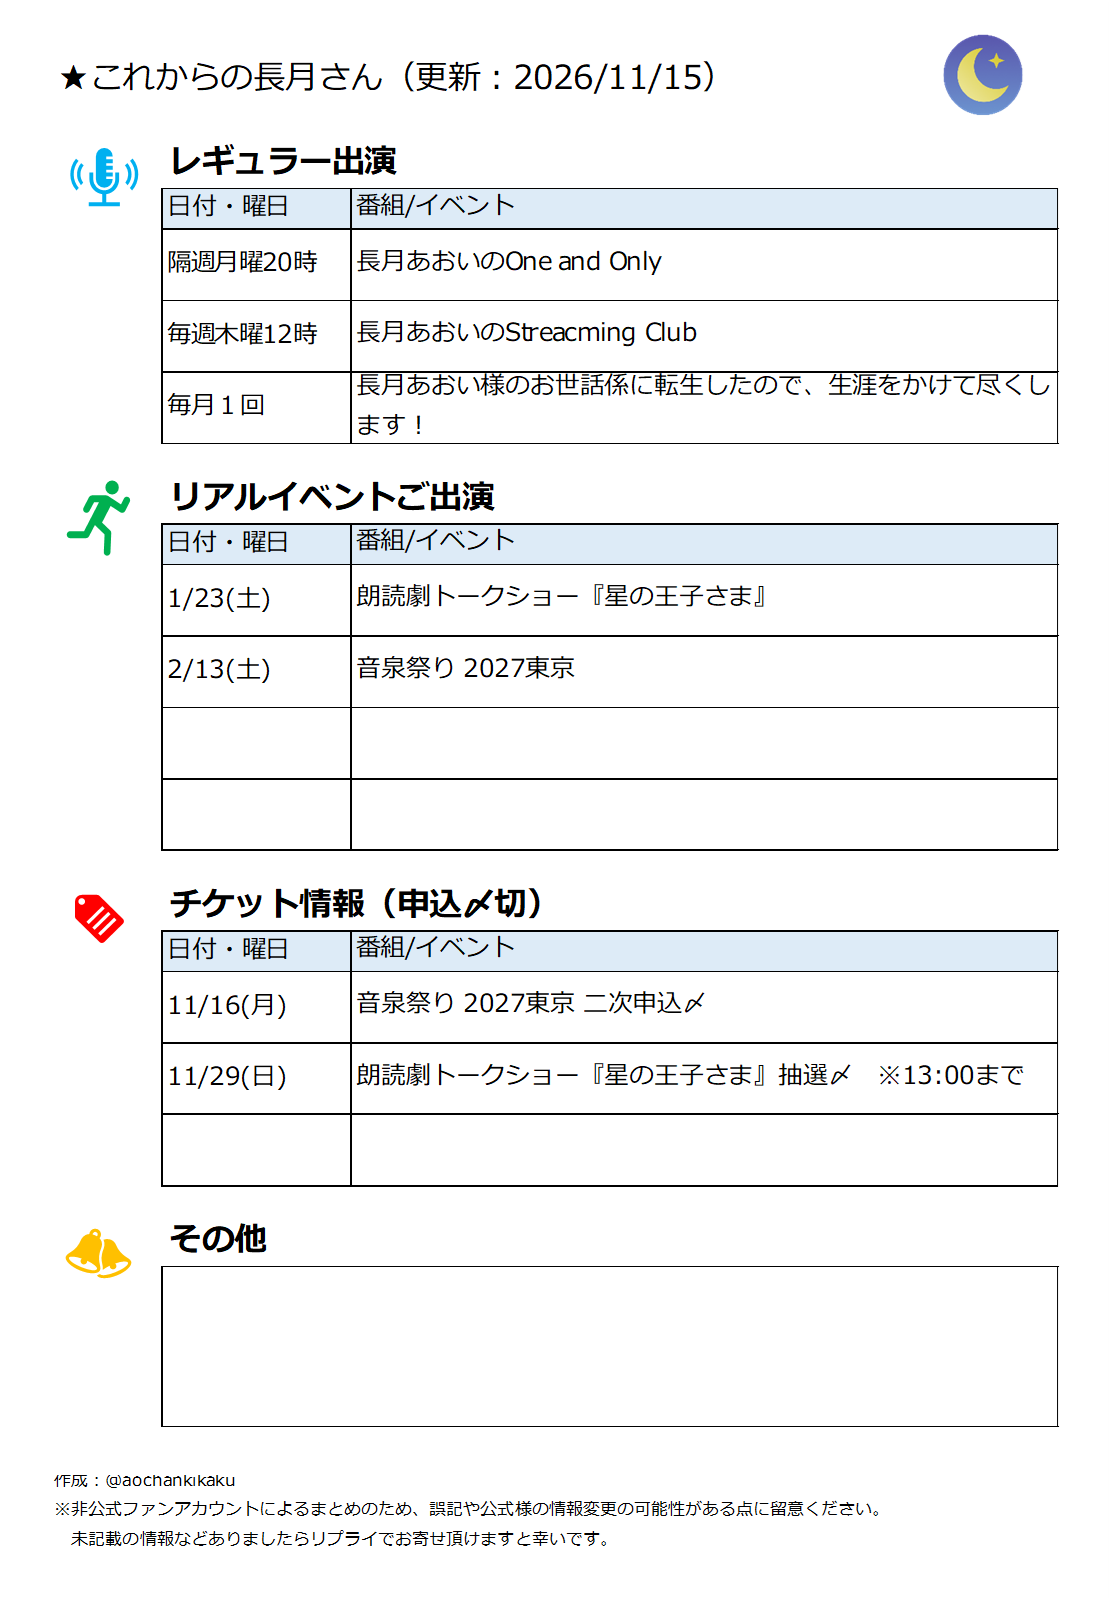 ★これからの長月さん（更新：2026/11/15）
レギュラー出演
日付・曜日 番組/イベント
隔週月曜20時 長月あおいのOne and Only
毎週木曜12時 長月あおいのStreacming Club
毎月１回 長月あおい様のお世話係に転生したので、生涯をかけて尽くし
ます！
リアルイベントご出演
日付・曜日 番組/イベント
1/23(土) 朗読劇トークショー『星の王子さま』
2/13(土) 音泉祭り 2027東京
チケット情報（申込〆切）
日付・曜日 番組/イベント
11/16(月) 音泉祭り 2027東京 二次申込〆
11/29(日) 朗読劇トークショー『星の王子さま』抽選〆　※13:00まで
その他
作成：@aochankikaku
※非公式ファンアカウントによるまとめのため、誤記や公式様の情報変更の可能性がある点に留意ください。
未記載の情報などありましたらリプライでお寄せ頂けますと幸いです。